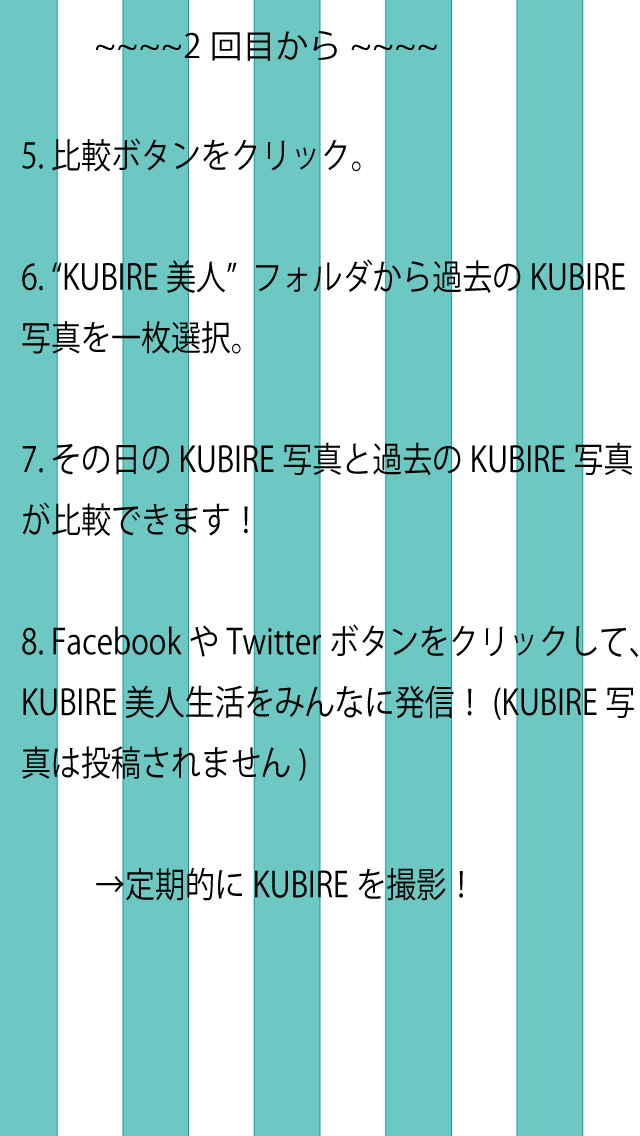 ~~~~2 回目から ~~~~
5. 比較ボタンをクリック。
6. “KUBIRE 美人” フォルダから過去の KUBIRE
写真を一枚選択。
7. その日の KUBIRE 写真と過去の KUBIRE 写真
が比較できます！
8. Facebook や Twitter ボタンをクリックして、
KUBIRE 美人生活をみんなに発信！ (KUBIRE 写
真は投稿されません )
→定期的に KUBIRE を撮影！